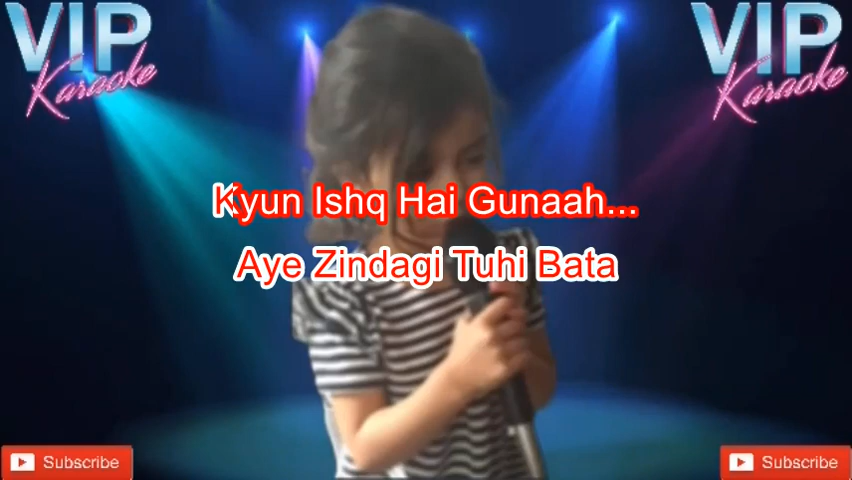 VIP
Karaoke
VIP
Karaoke
Kyun Ishq Hai Gunaah...
Aye Zindagi Tuhi Bata
Subscribe
Subscribe